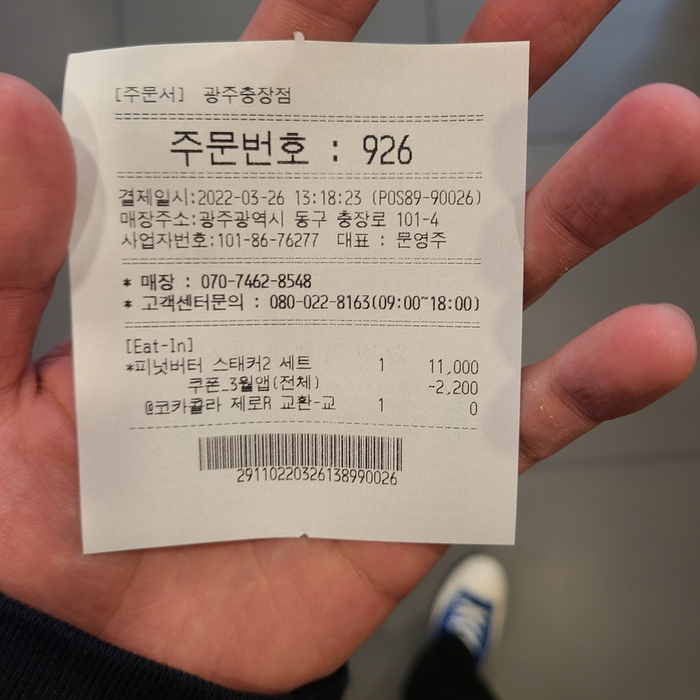 [주문서] 광주충장점
주문번호 : 926
결제일시:2022-03-26 13:18:23 (POS89-90026)
매장주소:광주광역시 동구 충장로 101-4
사업자번호:101-86-76277 대표 : 문영주
* 매장 : 070-7462-8548
* 고객센터문의 : 080-022-8163(09:00~18:00)
[Eat-In]
*피넛버터 스태커2 세트 1 11,000
쿠폰_3월앱(전체) -2,200
@코카콜라 제로R 교환-교 1 0
29110220326138990026